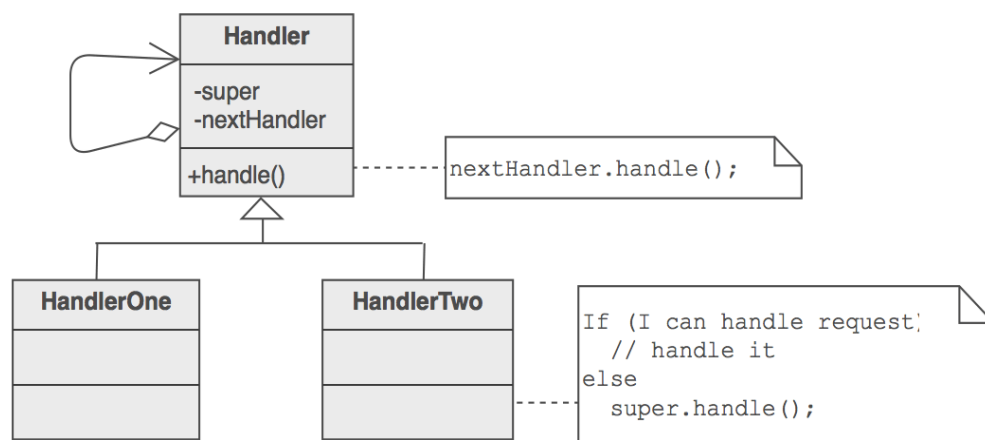 Handler
-super
-nextHandler
+handle()
nextHandler.handle();
HandlerOne
HandlerTwo
If (I can handle request)
// handle it
else
super.handle();